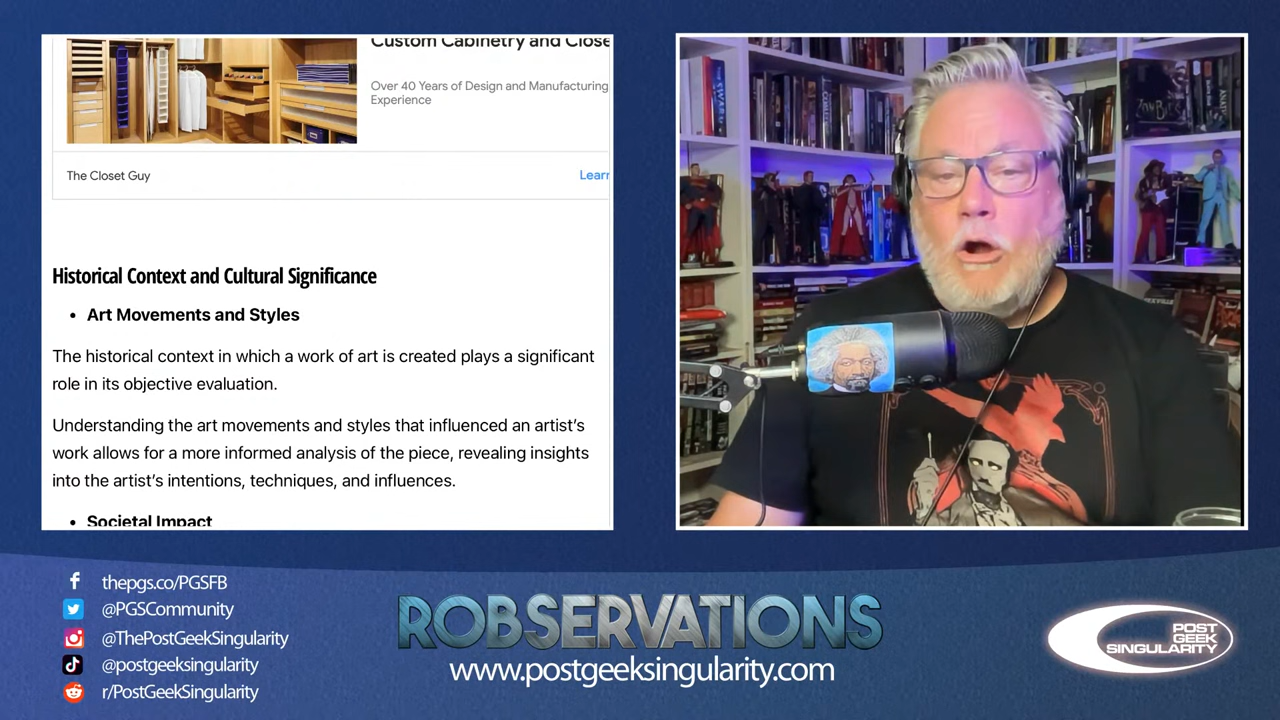 Custom Cabinetry and Close
Over 40 Years of Design and Manufacturing
Experience
The Closet Guy
Learn
Historical Context and Cultural Significance
• Art Movements and Styles
The historical context in which a work of art is created plays a significant
role in its objective evaluation.
Understanding the art movements and styles that influenced an artist's
work allows for a more informed analysis of the piece, revealing insights
into the artist's intentions, techniques, and influences.
• Societal Impact
THE SWARM
ZOMBIES
thepgs.co/PGSFB
@PGSCommunity
@ThePostGeekSingularity
@postgeeksingularity
r/PostGeekSingularity
ROBSERVATIONS
www.postgeeksingularity.com
POST
GEEK
SINGULARITY